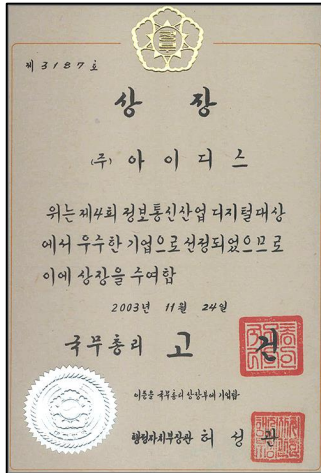 제 3187 호
상 장
(주) 아 이 디 스
위는 제4회 정보통신산업 디지털대상
에서 우수한 기업으로 선정되었으므로
이에 상장을 수여함
2003년 11월 24일
국무총리 고 건
이증을 국무총리 상장부에 기입함
행정자치부장관 허 성 관